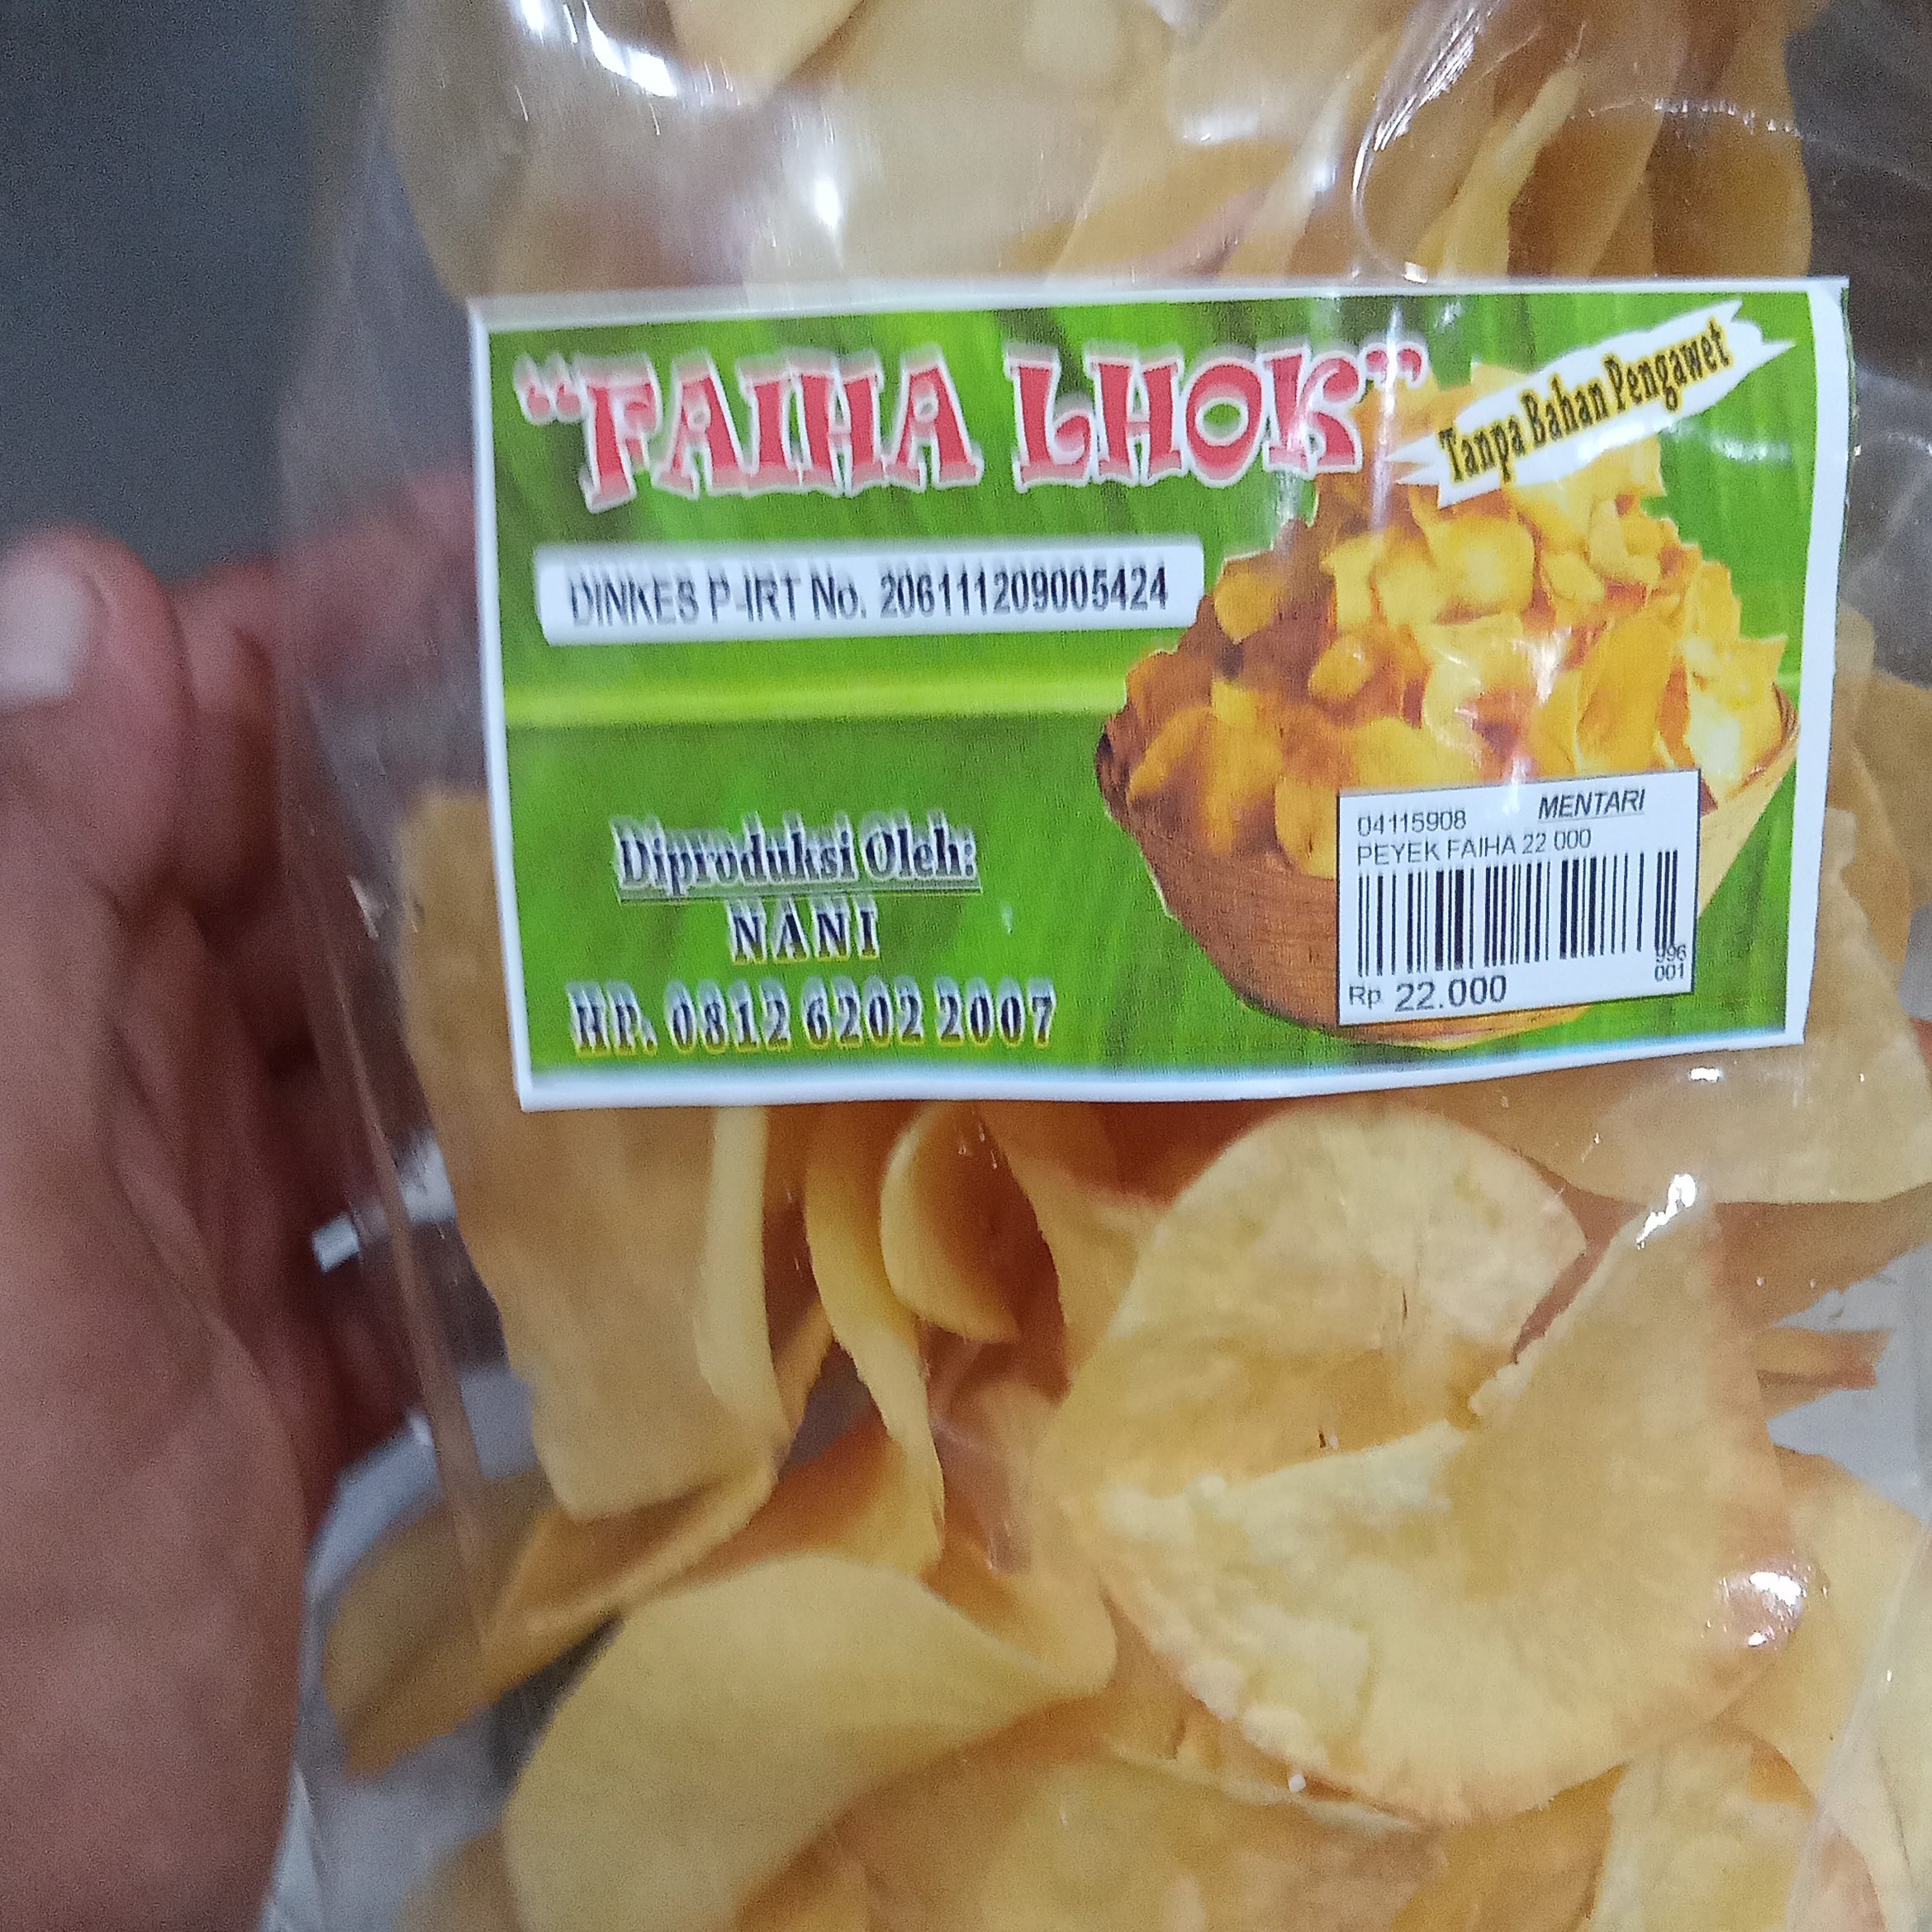 “FAIHA LHOK”
Tanpa Bahan Pengawet
DINKES P-IRT No. 206111209005424
Diproduksi Oleh:
NANI
HP. 0812 6202 2007
04115908 MENTARI
PEYEK FAIHA 22 000
996
001
Rp 22.000